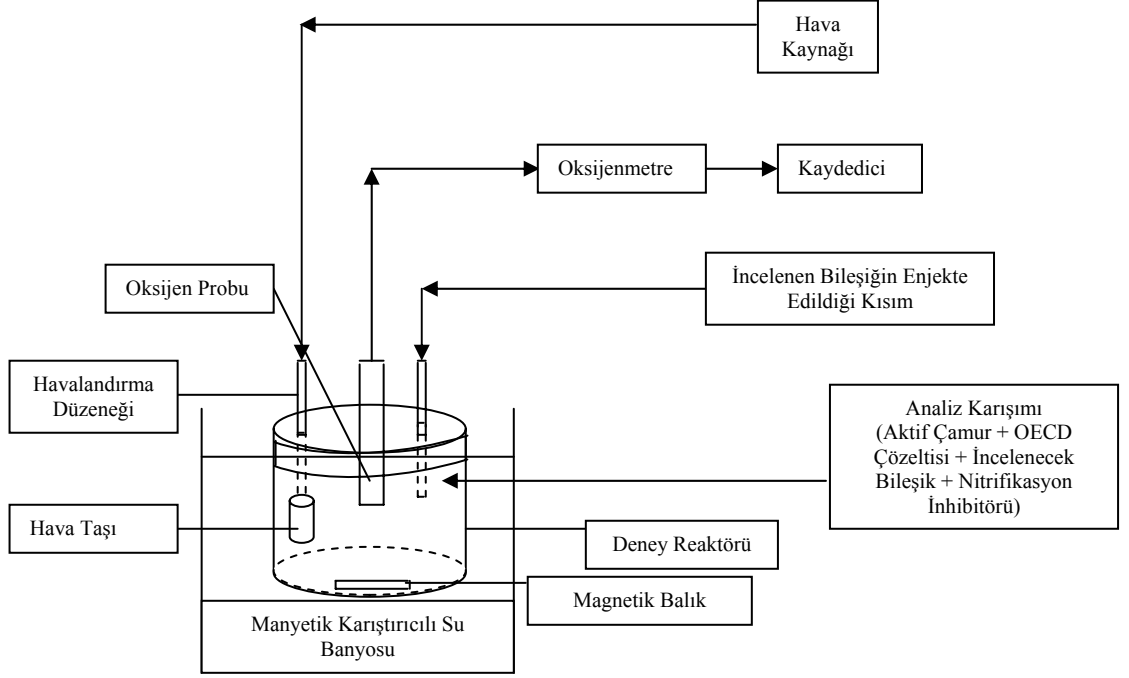 Hava
Kaynağı
Oksijenmetre
Kaydedici
Oksijen Probu
İncelenen Bileşiğin Enjekte
Edildiği Kısım
Havalandırma
Düzeneği
Analiz Karışımı
(Aktif Çamur + OECD
Çözeltisi + İncelenecek
Bileşik + Nitrifikasyon
İnhibitörü)
Hava Taşı
Deney Reaktörü
Magnetik Balık
Manyetik Karıştırıcılı Su
Banyosu